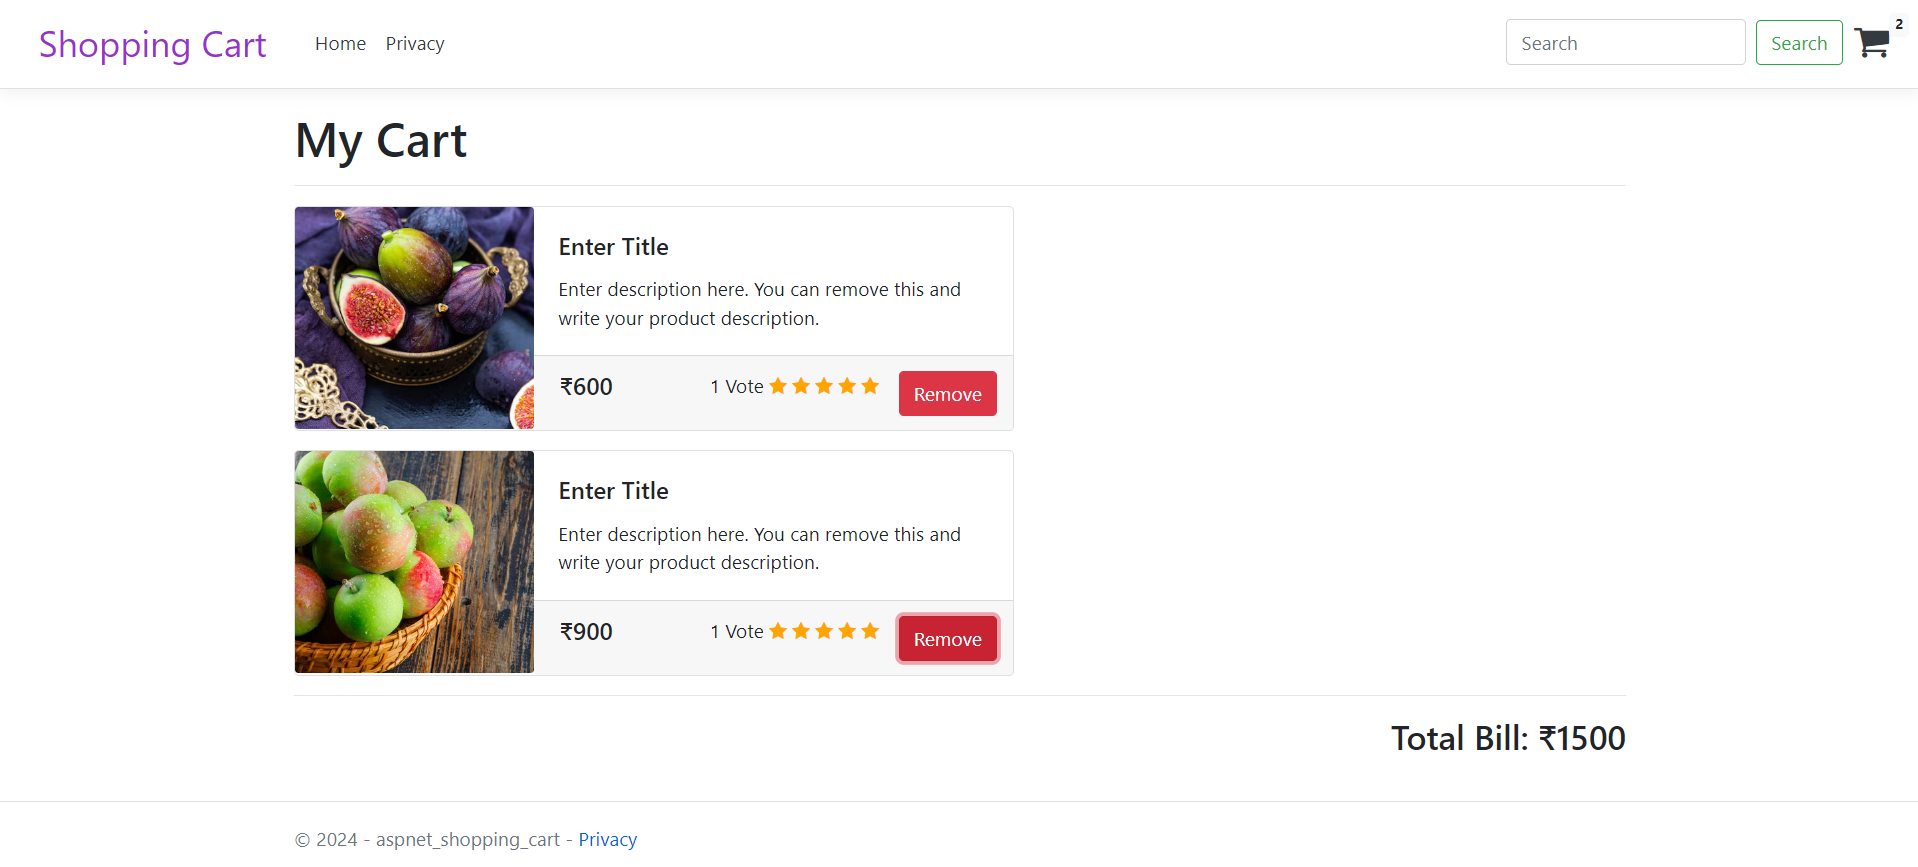 Shopping Cart Home Privacy Search Search 2
My Cart
Enter Title
Enter description here. You can remove this and
write your product description.
₹600 1 Vote Remove
Enter Title
Enter description here. You can remove this and
write your product description.
₹900 1 Vote Remove
Total Bill: ₹1500
© 2024 - aspnet_shopping_cart - Privacy